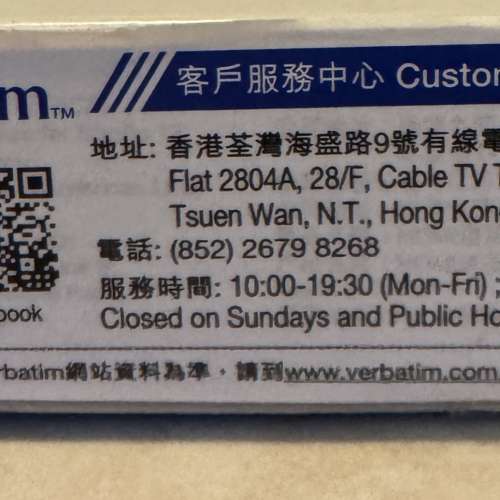 m™
客戶服務中心 Custom
地址: 香港荃灣海盛路9號有線電
Flat 2804A, 28/F, Cable TV T
Tsuen Wan, N.T., Hong Kong
電話: (852) 2679 8268
服務時間: 10:00-19:30 (Mon-Fri) ;
Closed on Sundays and Public Ho
book
rbatim網站資料為準，請到www.verbatim.com.